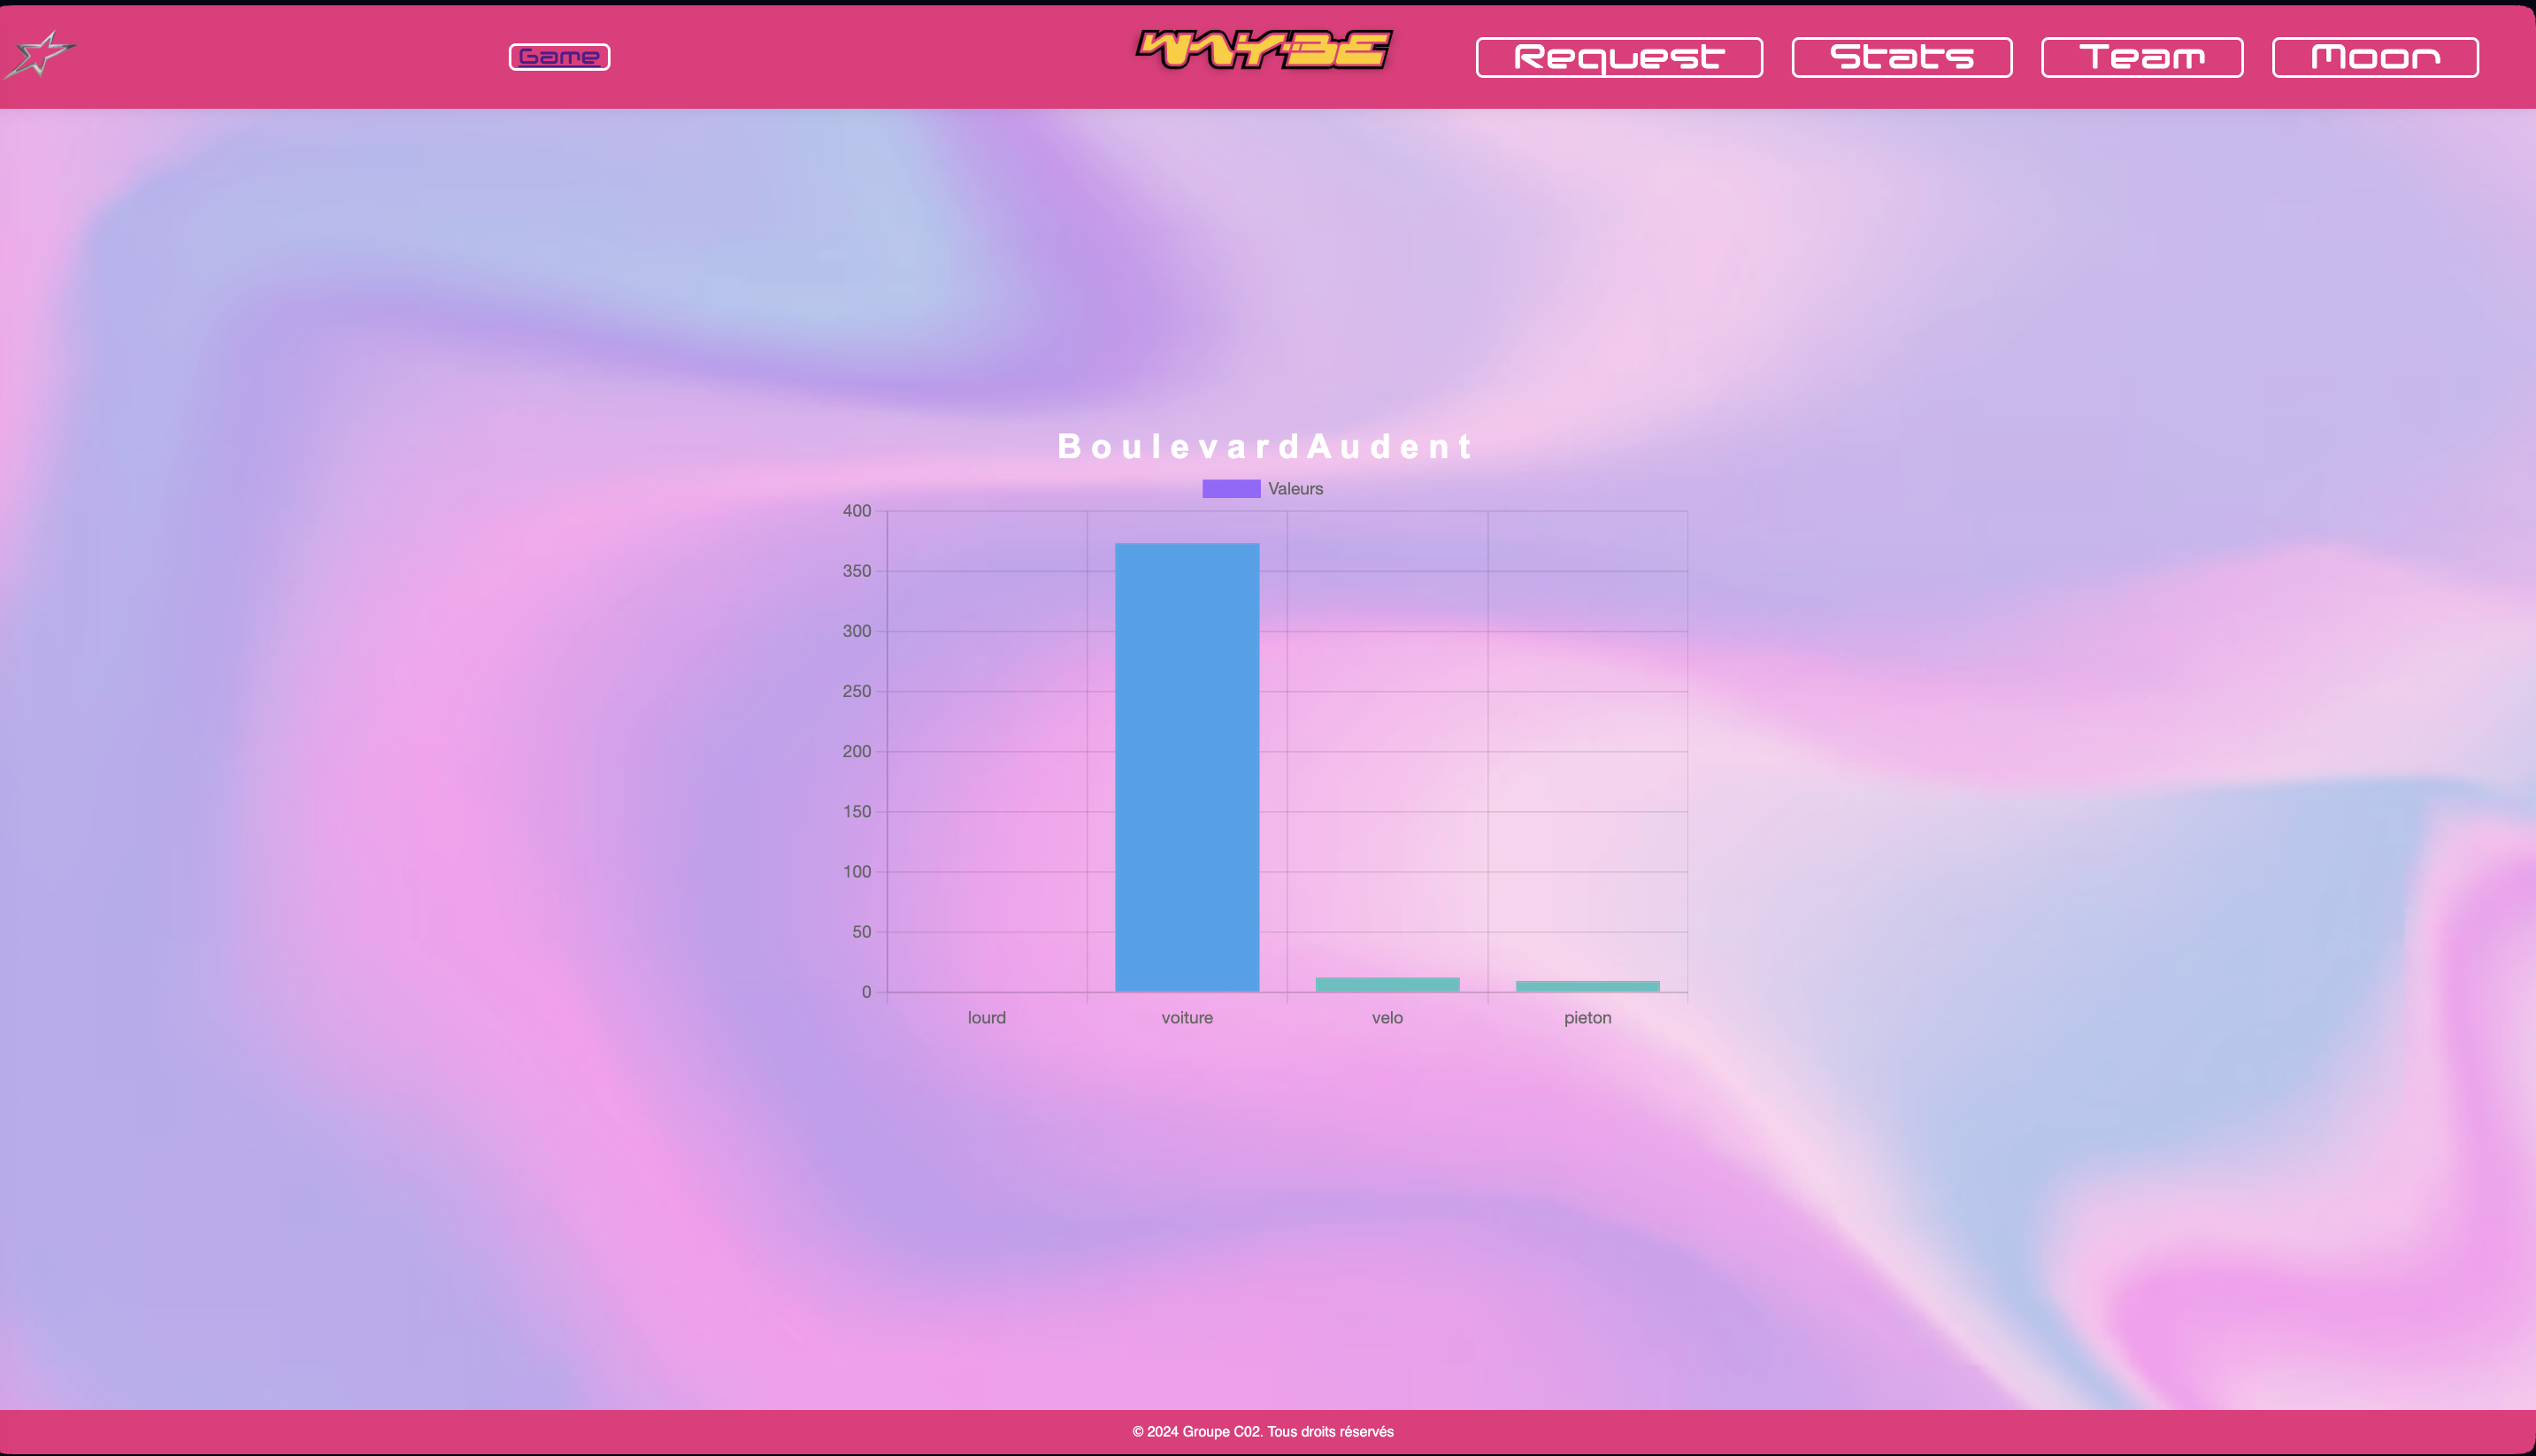 Game
WAYBE
Request
Stats
Team
Moon
BoulevardAudent
Valeurs
400
350
300
250
200
150
100
50
0
lourd voiture velo pieton
© 2024 Groupe C02. Tous droits réservés